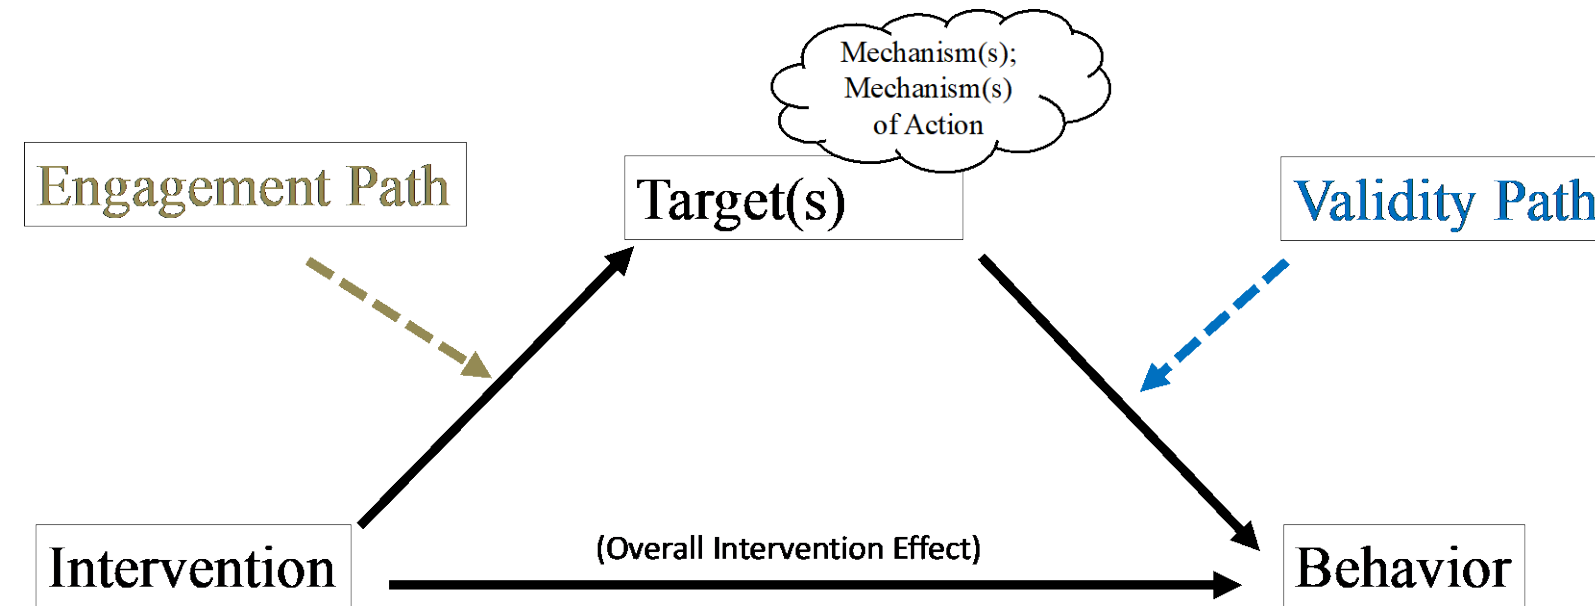 Mechanism(s);
Mechanism(s)
of Action
Engagement Path
Target(s)
Validity Path
(Overall Intervention Effect)
Intervention
Behavior